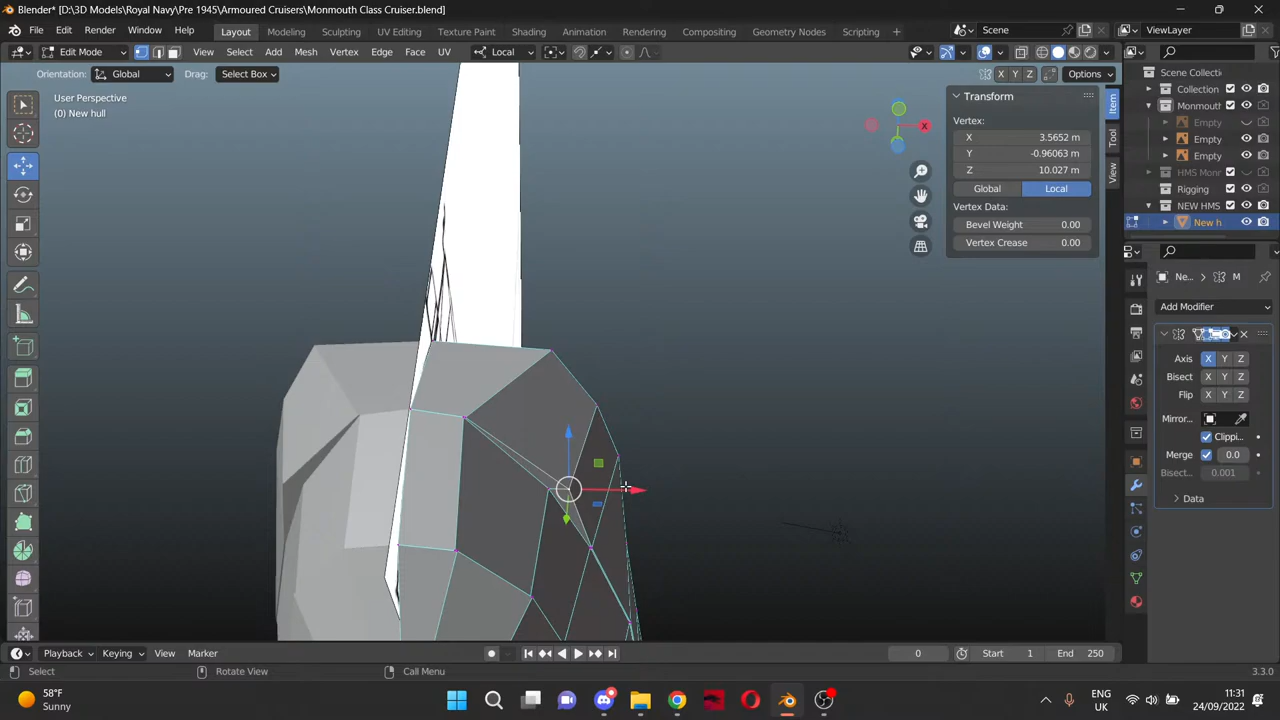 Blender* [D:\3D Models\Royal Navy\Pre 1945\Armoured Cruisers\Monmouth Class Cruiser.blend]
File Edit Render Window Help Layout Modeling Sculpting UV Editing Texture Paint Shading Animation Rendering Compositing Geometry Nodes Scripting + Scene ViewLayer
Edit Mode View Select Add Mesh Vertex Edge Face UV Local
Orientation: Global Drag: Select Box X Y Z Options
Scene Collecti
User Perspective
(0) New hull
Transform
Vertex:
X 3.5652 m
Y -0.96063 m
Z 10.027 m
Global Local
Vertex Data:
Bevel Weight 0.00
Vertex Crease 0.00
Item
Tool
View
X
Collection
Monmouth
Empty
Empty
Empty
HMS Monr
Rigging
NEW HMS
New h
Ne... M
Add Modifier
Axis X Y Z
Bisect X Y Z
Flip X Y Z
Mirror..
Clippi...
Merge 0.0
Bisect... 0.001
Data
Playback Keying View Marker 0 Start 1 End 250
Select Rotate View Call Menu 3.3.0
58°F
Sunny
ENG
UK
11:31
24/09/2022